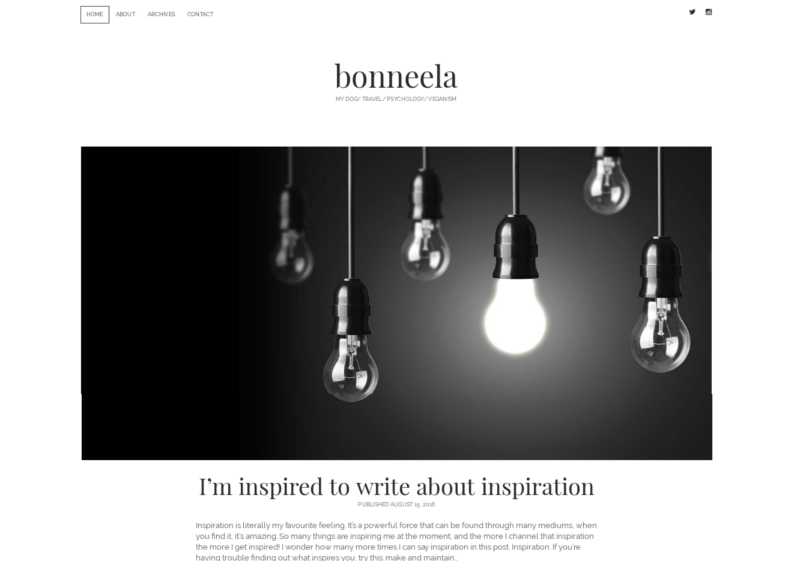 HOME ABOUT ARCHIVES CONTACT
bonneela
MY DOG/ TRAVEL/ PSYCHOLOGY/ VEGANISM
I'm inspired to write about inspiration
PUBLISHED AUGUST 15, 2016
Inspiration is literally my favourite feeling. It's a powerful force that can be found through many mediums, when
you find it, it's amazing. So many things are inspiring me at the moment, and the more I channel that inspiration
the more I get inspired! I wonder how many more times I can say inspiration in this post. Inspiration. If you're
having trouble finding out what inspires you, try this: make and maintain...